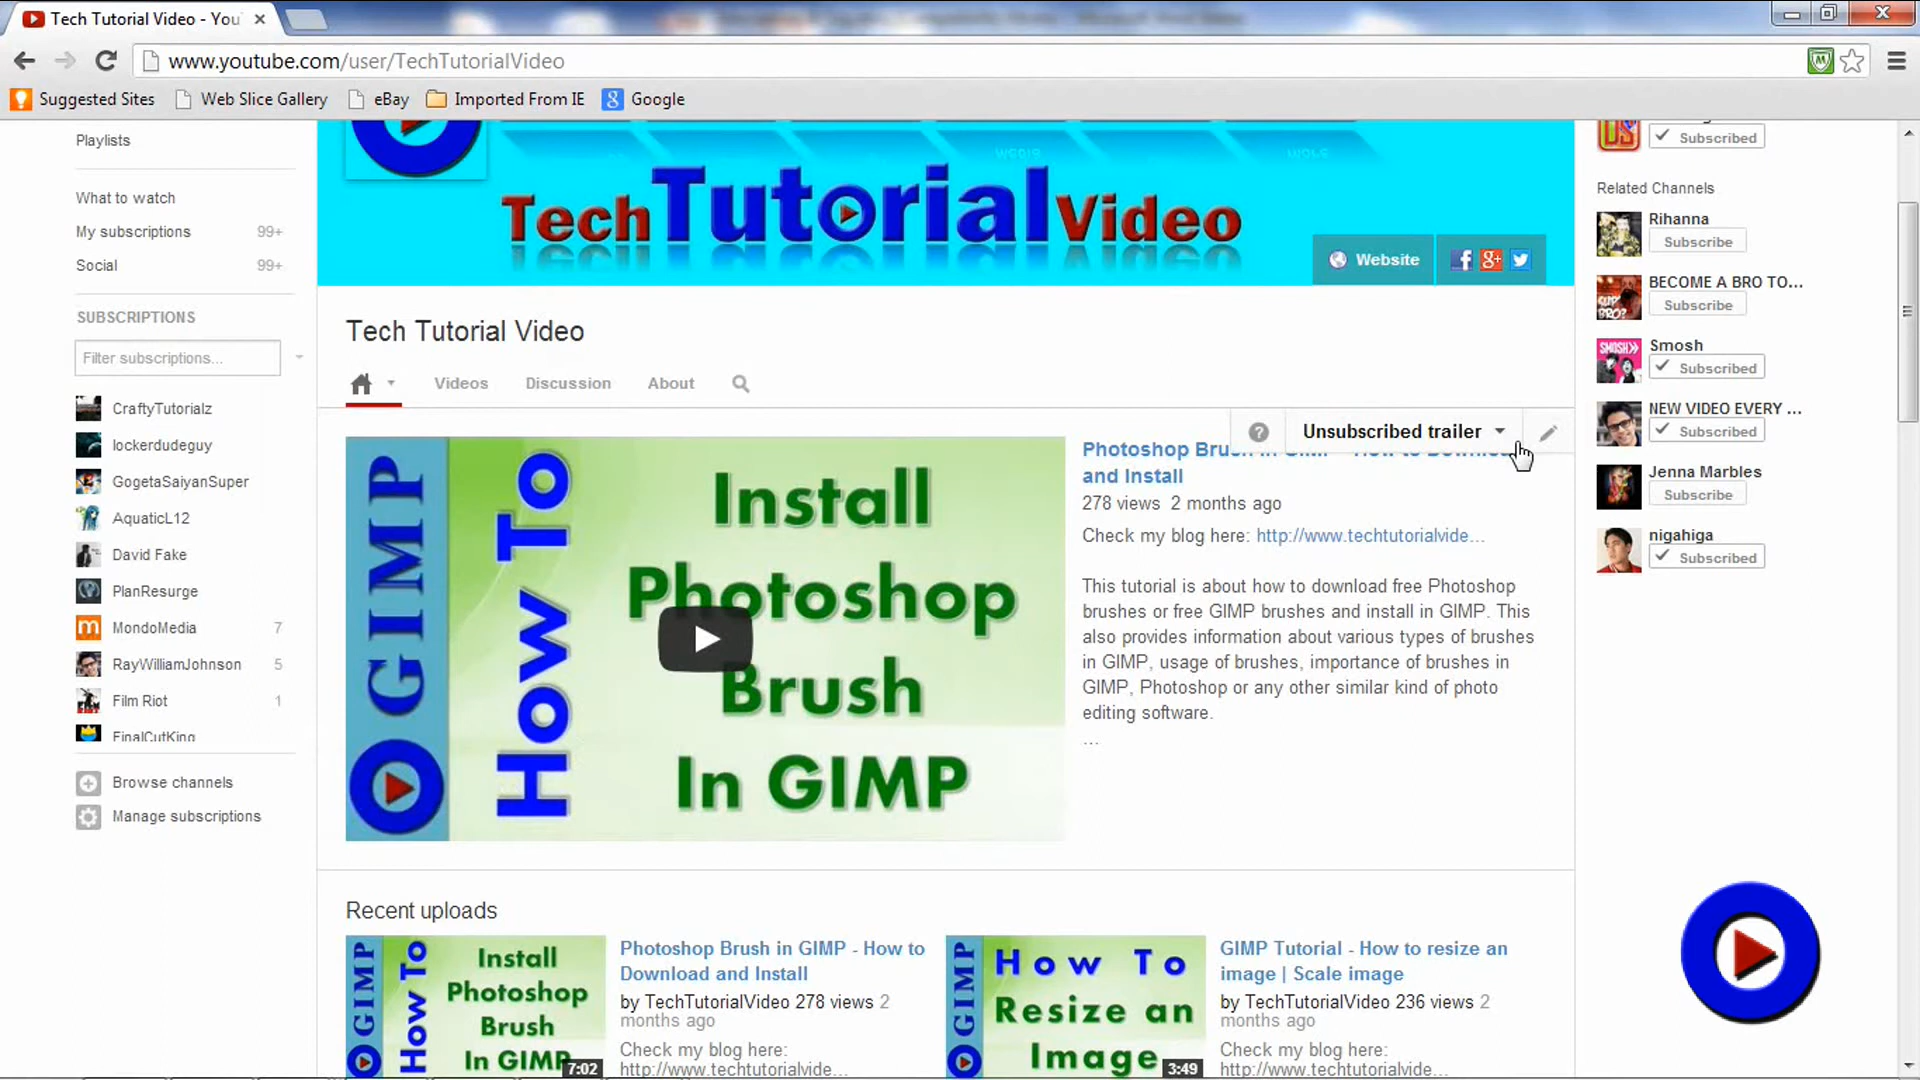 Tech Tutorial Video - You
www.youtube.com/user/TechTutorialVideo
Suggested Sites
Web Slice Gallery
eBay
Imported From IE
Google
Playlists
What to watch
My subscriptions 99+
Social 99+
SUBSCRIPTIONS
Filter subscriptions...
CraftyTutorialz
lockerdudeguy
GogetaSaiyanSuper
AquaticL12
David Fake
PlanResurge
MondoMedia 7
RayWilliamJohnson 5
Film Riot 1
FinalCutKing
Browse channels
Manage subscriptions
TechTutorialVideo
Website
Tech Tutorial Video
Videos
Discussion
About
Unsubscribed trailer
GIMP
How To
Install
Photoshop
Brush
In GIMP
Photoshop
and Install
278 views 2 months ago
Check my blog here: http://www.techtutorialvide...
This tutorial is about how to download free Photoshop
brushes or free GIMP brushes and install in GIMP. This
also provides information about various types of brushes
in GIMP, usage of brushes, importance of brushes in
GIMP, Photoshop or any other similar kind of photo
editing software.
...
Recent uploads
GIMP
How To
Install
Photoshop
Brush
In GIMP
7:02
Photoshop Brush in GIMP - How to
Download and Install
by TechTutorialVideo 278 views 2
months ago
Check my blog here:
http://www.techtutorialvide...
GIMP
How To
Resize an
Image
3:49
GIMP Tutorial - How to resize an
image | Scale image
by TechTutorialVideo 236 views 2
months ago
Check my blog here:
http://www.techtutorialvide...
Subscribed
Related Channels
Rihanna
Subscribe
BECOME A BRO TO...
Subscribe
Smosh
Subscribed
NEW VIDEO EVERY ...
Subscribed
Jenna Marbles
Subscribe
nigahiga
Subscribed